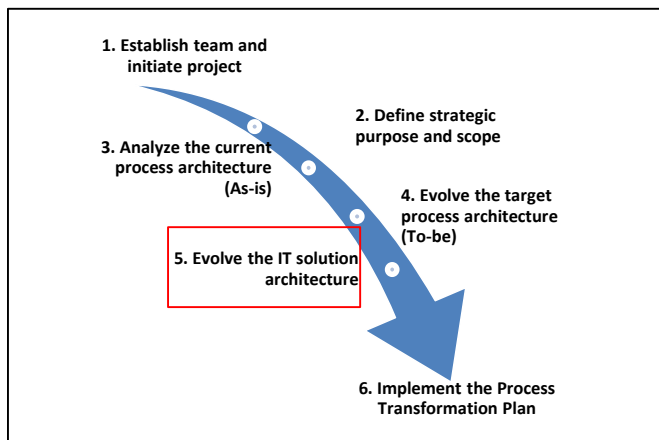 1. Establish team and
initiate project
2. Define strategic
purpose and scope
3. Analyze the current
process architecture
(As-is)
4. Evolve the target
process architecture
(To-be)
5. Evolve the IT solution
architecture
6. Implement the Process
Transformation Plan